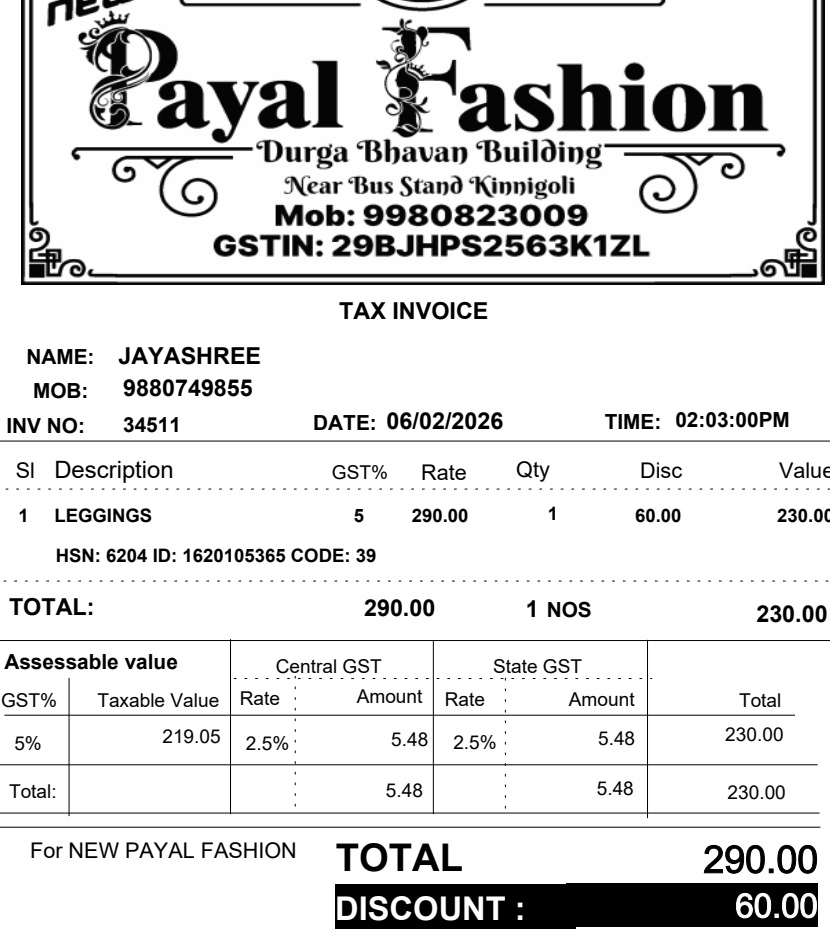 new
Payal Fashion
Durga Bhavan Building
Near Bus Stand Kinnigoli
Mob: 9980823009
GSTIN: 29BJHPS2563K1ZL
TAX INVOICE
NAME: JAYASHREE
MOB: 9880749855
INV NO: 34511 DATE: 06/02/2026 TIME: 02:03:00PM
Sl Description GST% Rate Qty Disc Value
1 LEGGINGS 5 290.00 1 60.00 230.00
HSN: 6204 ID: 1620105365 CODE: 39
TOTAL: 290.00 1 NOS 230.00
Assessable value Central GST State GST
GST% Taxable Value Rate Amount Rate Amount Total
5% 219.05 2.5% 5.48 2.5% 5.48 230.00
Total: 5.48 5.48 230.00
For NEW PAYAL FASHION TOTAL 290.00
DISCOUNT : 60.00